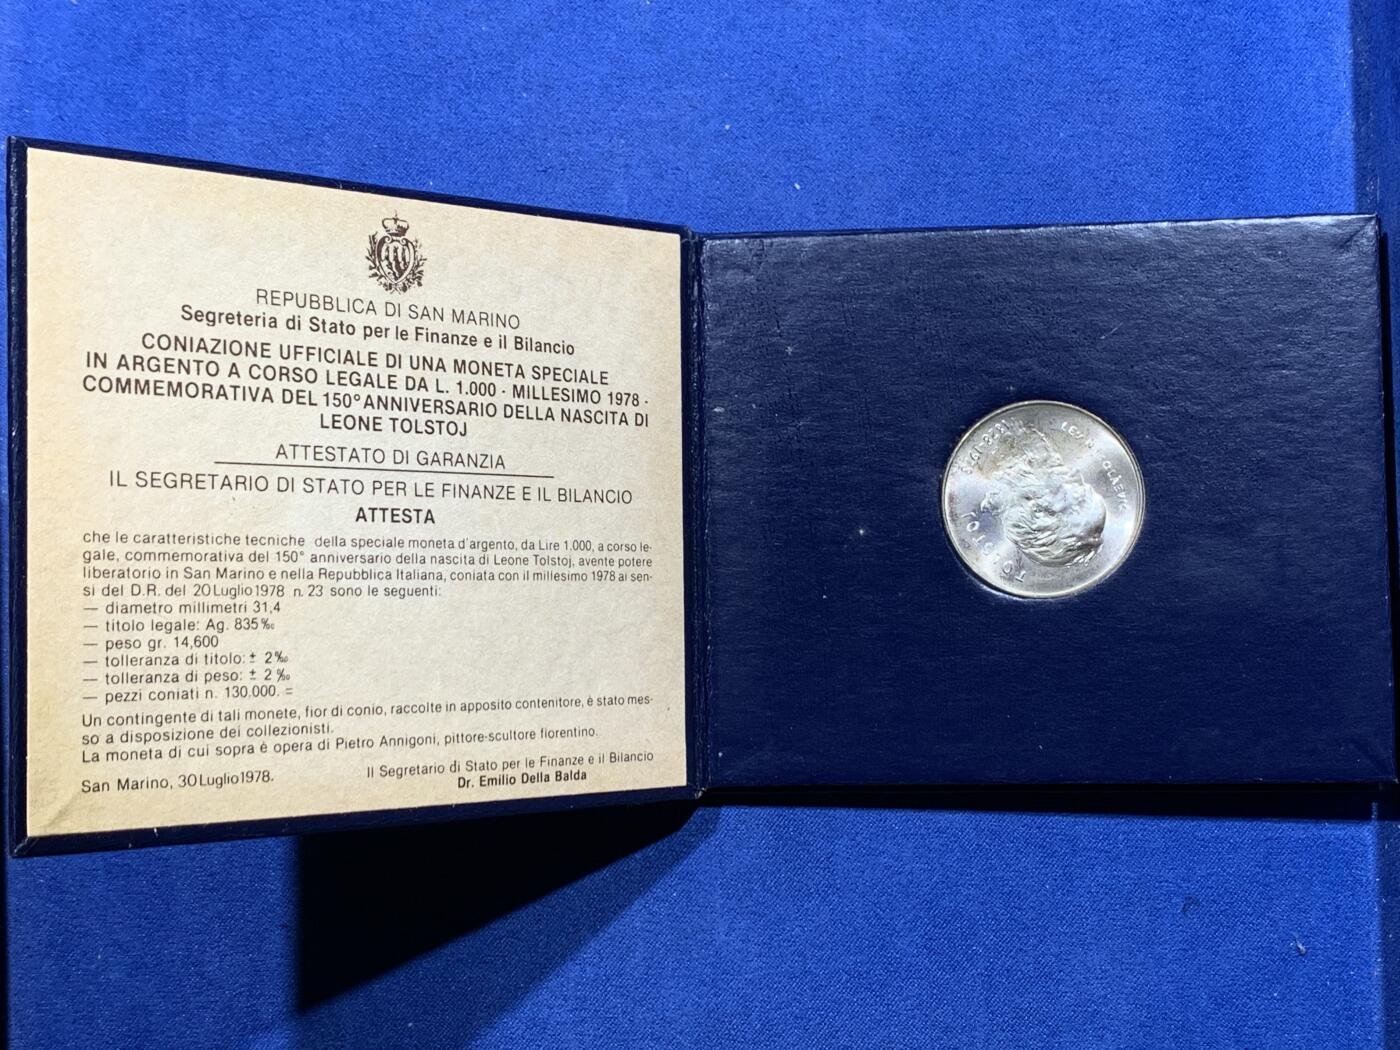 REPUBBLICA DI SAN MARINO
Segreteria di Stato per le Finanze e il Bilancio
CONIAZIONE UFFICIALE DI UNA MONETA SPECIALE
IN ARGENTO A CORSO LEGALE DA L. 1.000 - MILLESIMO 1978 -
COMMEMORATIVA DEL 150° ANNIVERSARIO DELLA NASCITA DI
LEONE TOLSTOJ
ATTESTATO DI GARANZIA
IL SEGRETARIO DI STATO PER LE FINANZE E IL BILANCIO
ATTESTA
che le caratteristiche tecniche della speciale moneta d'argento, da Lire 1.000, a corso le-
gale, commemorativa del 150° anniversario della nascita di Leone Tolstoj, avente potere
liberatorio in San Marino e nella Repubblica Italiana, coniata con il millesimo 1978 ai sen-
si del D.R. del 20 Luglio 1978 n. 23 sono le seguenti:
— diametro millimetri 31,4
— titolo legale: Ag. 835‰
— peso gr. 14,600
— tolleranza di titolo: ± 2‰
— tolleranza di peso: ± 2‰
— pezzi coniati n. 130.000. =
Un contingente di tali monete, fior di conio, raccolte in apposito contenitore, è stato mes-
so a disposizione dei collezionisti.
La moneta di cui sopra è opera di Pietro Annigoni, pittore-scultore fiorentino.
San Marino, 30 Luglio 1978.
Il Segretario di Stato per le Finanze e il Bilancio
Dr. Emilio Della Balda
TOLSTOI